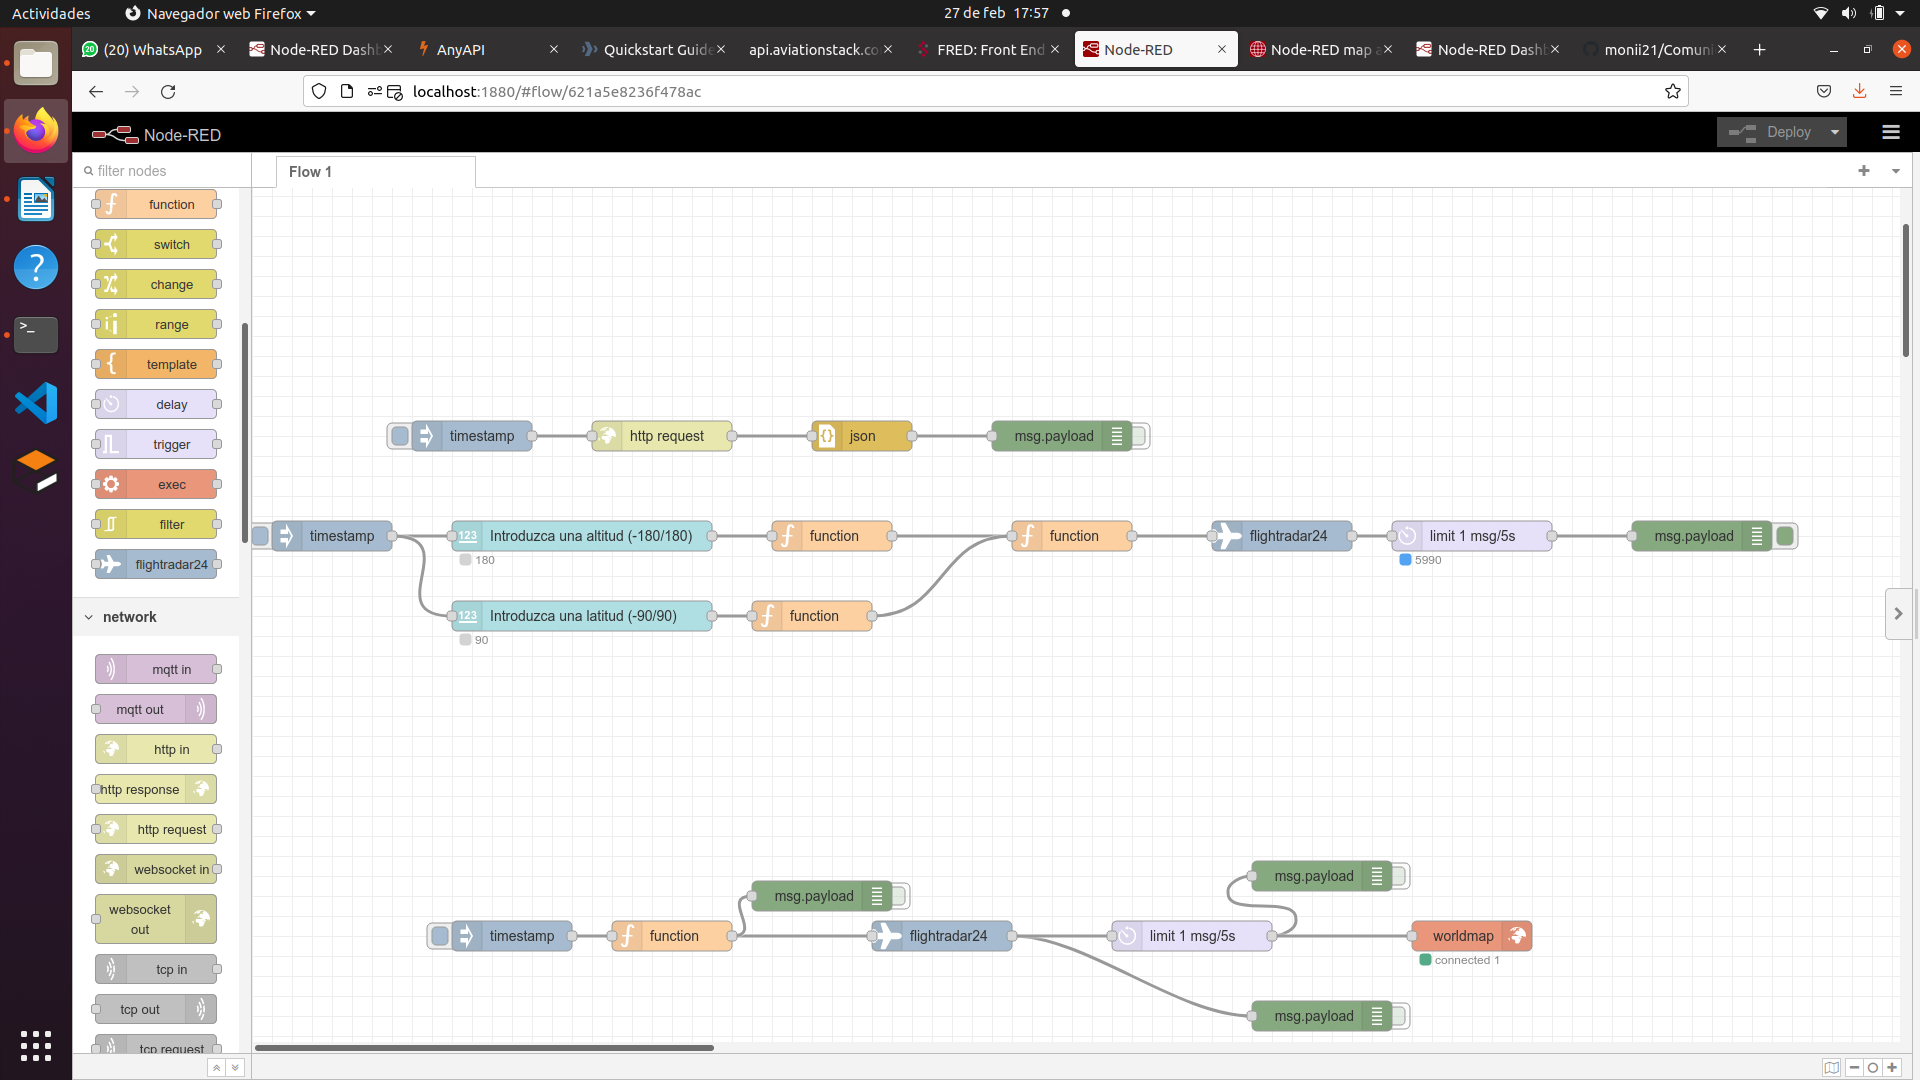 Actividades
Navegador web Firefox
27 de feb 17:57
(20) WhatsApp
Node-RED Dashb
AnyAPI
Quickstart Guide
api.aviationstack.co
FRED: Front End
Node-RED
Node-RED map a
Node-RED Dashb
monii21/Comuni
localhost:1880/#flow/621a5e8236f478ac
Node-RED
Deploy
filter nodes
Flow 1
function
switch
change
range
template
delay
trigger
exec
filter
flightradar24
network
mqtt in
mqtt out
http in
http response
http request
websocket in
websocket
out
tcp in
tcp out
tcp request
timestamp
http request
json
msg.payload
timestamp
Introduzca una altitud (-180/180)
180
function
function
flightradar24
limit 1 msg/5s
5990
msg.payload
Introduzca una latitud (-90/90)
90
function
msg.payload
msg.payload
timestamp
function
flightradar24
limit 1 msg/5s
worldmap
connected 1
msg.payload